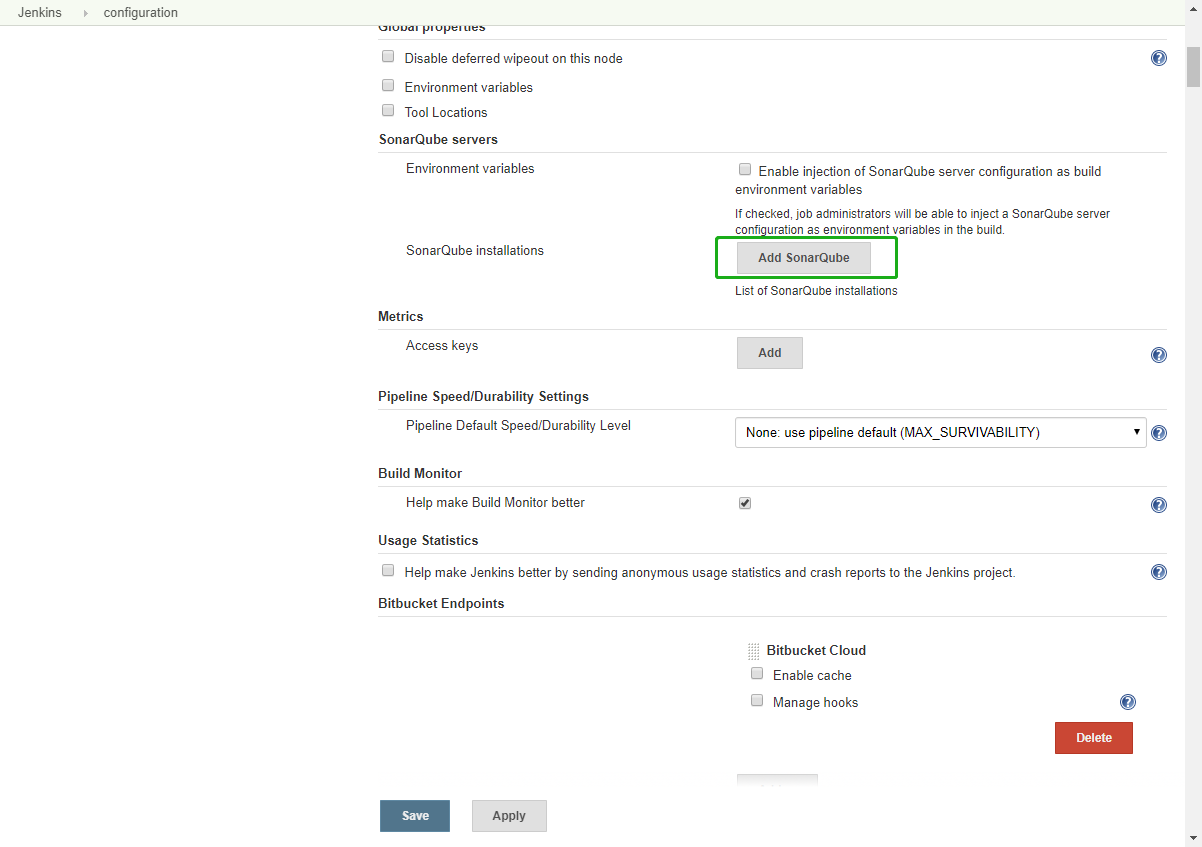 Jenkins
configuration
Global properties
Disable deferred wipeout on this node
Environment variables
Tool Locations
SonarQube servers
Environment variables
Enable injection of SonarQube server configuration as build
environment variables
If checked, job administrators will be able to inject a SonarQube server
configuration as environment variables in the build.
SonarQube installations
Add SonarQube
List of SonarQube installations
Metrics
Access keys
Add
Pipeline Speed/Durability Settings
Pipeline Default Speed/Durability Level
None: use pipeline default (MAX_SURVIVABILITY)
Build Monitor
Help make Build Monitor better
Usage Statistics
Help make Jenkins better by sending anonymous usage statistics and crash reports to the Jenkins project.
Bitbucket Endpoints
Bitbucket Cloud
Enable cache
Manage hooks
Delete
Save
Apply